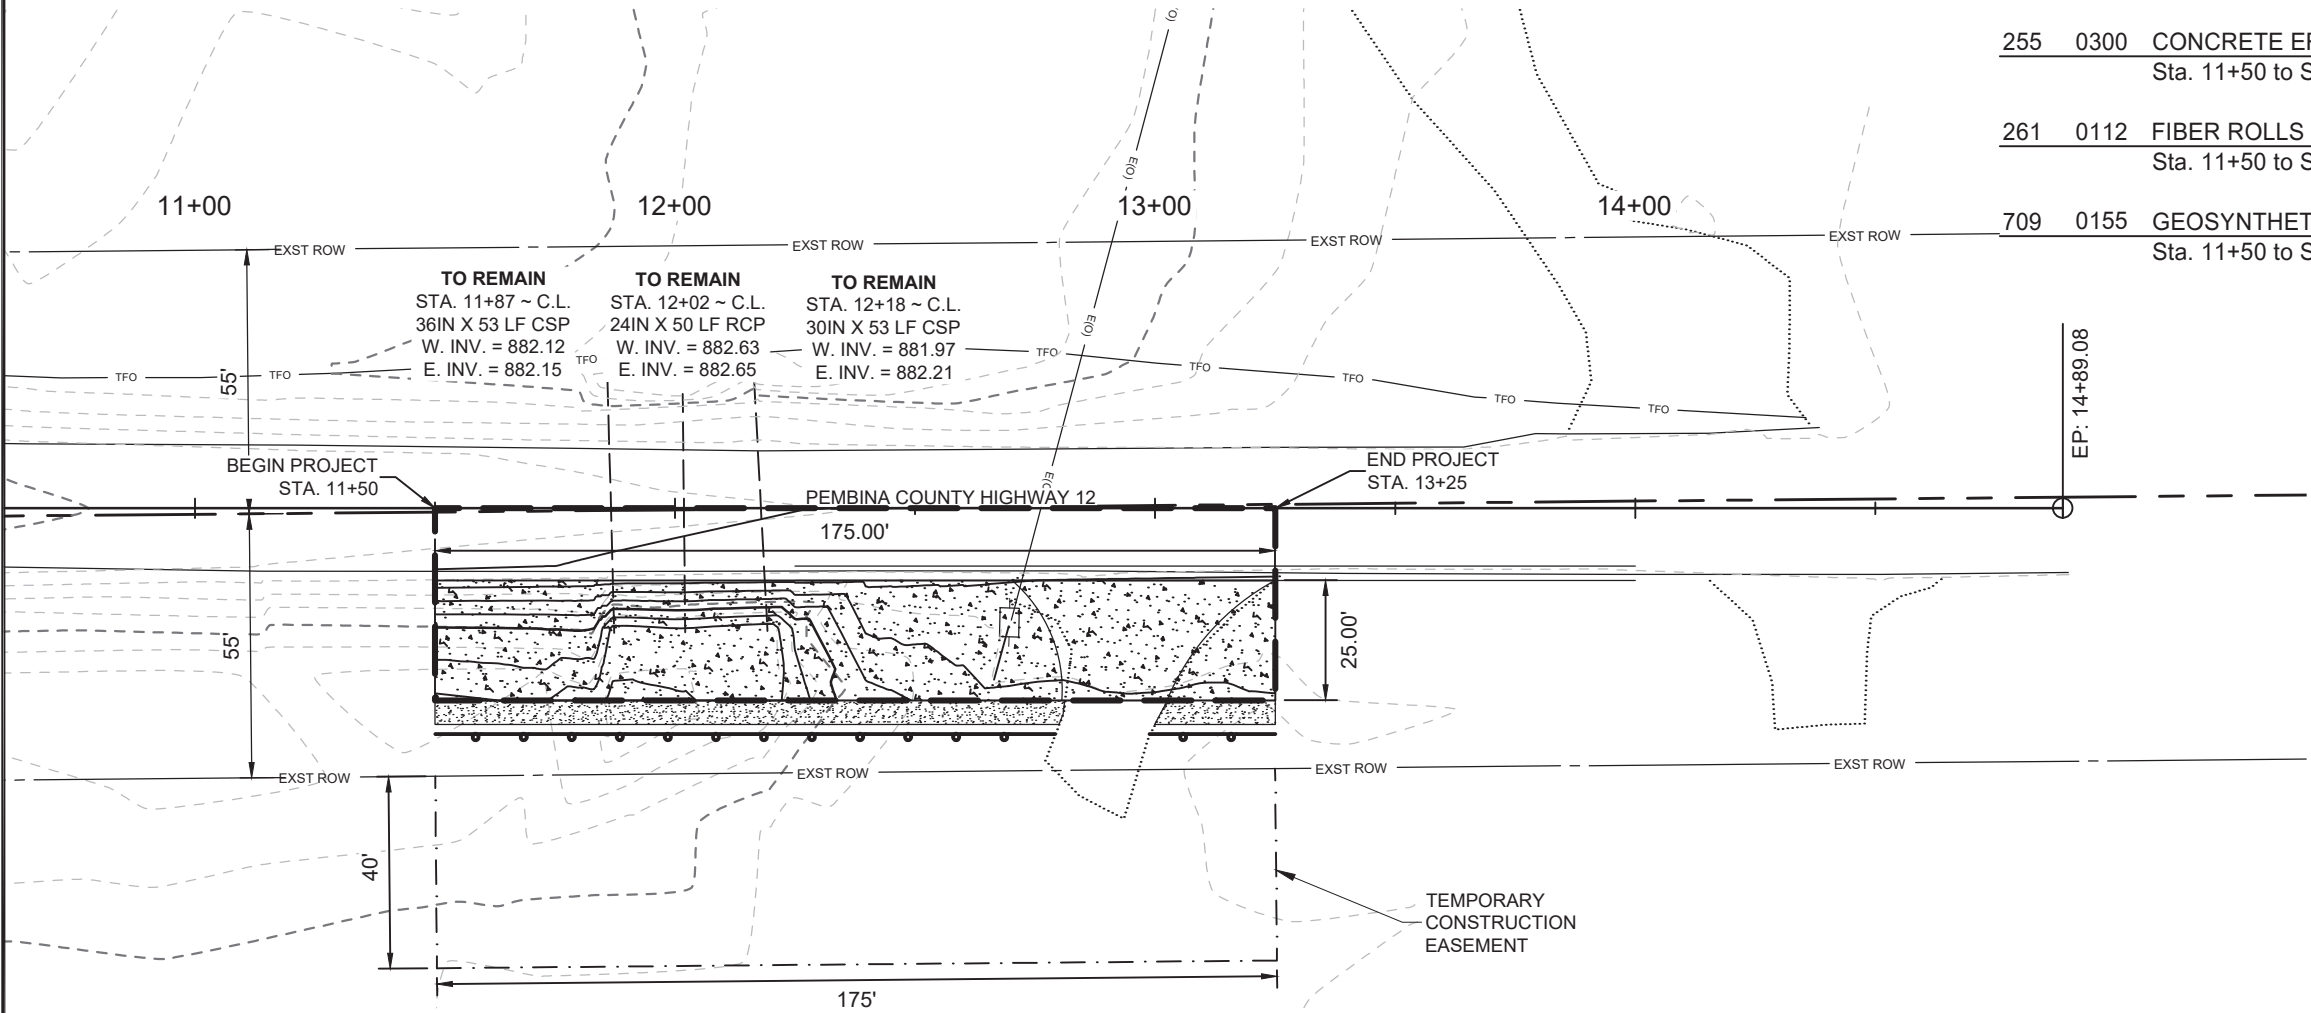 255 0300 CONCRETE
Sta. 11+50 to
261 0112 FIBER ROLLS
Sta. 11+50 to
709 0155
Sta. 11+50 to
11+00
12+00
13+00
14+00
E(O)
E(O)
E(O)
EXST ROW
EXST ROW
EXST ROW
EXST ROW
TO REMAIN
STA. 11+87 ~ C.L.
36IN X 53 LF CSP
W. INV. = 882.12
E. INV. = 882.15
TO REMAIN
STA. 12+02 ~ C.L.
24IN X 50 LF RCP
W. INV. = 882.63
E. INV. = 882.65
TO REMAIN
STA. 12+18 ~ C.L.
30IN X 53 LF CSP
W. INV. = 881.97
E. INV. = 882.21
TFO
TFO
TFO
TFO
TFO
TFO
TFO
TFO
55'
EP: 14+89.08
BEGIN PROJECT
STA. 11+50
PEMBINA COUNTY HIGHWAY 12
END PROJECT
STA. 13+25
175.00'
55'
25.00'
EXST ROW
EXST ROW
EXST ROW
EXST ROW
40'
TEMPORARY
CONSTRUCTION
EASEMENT
175'